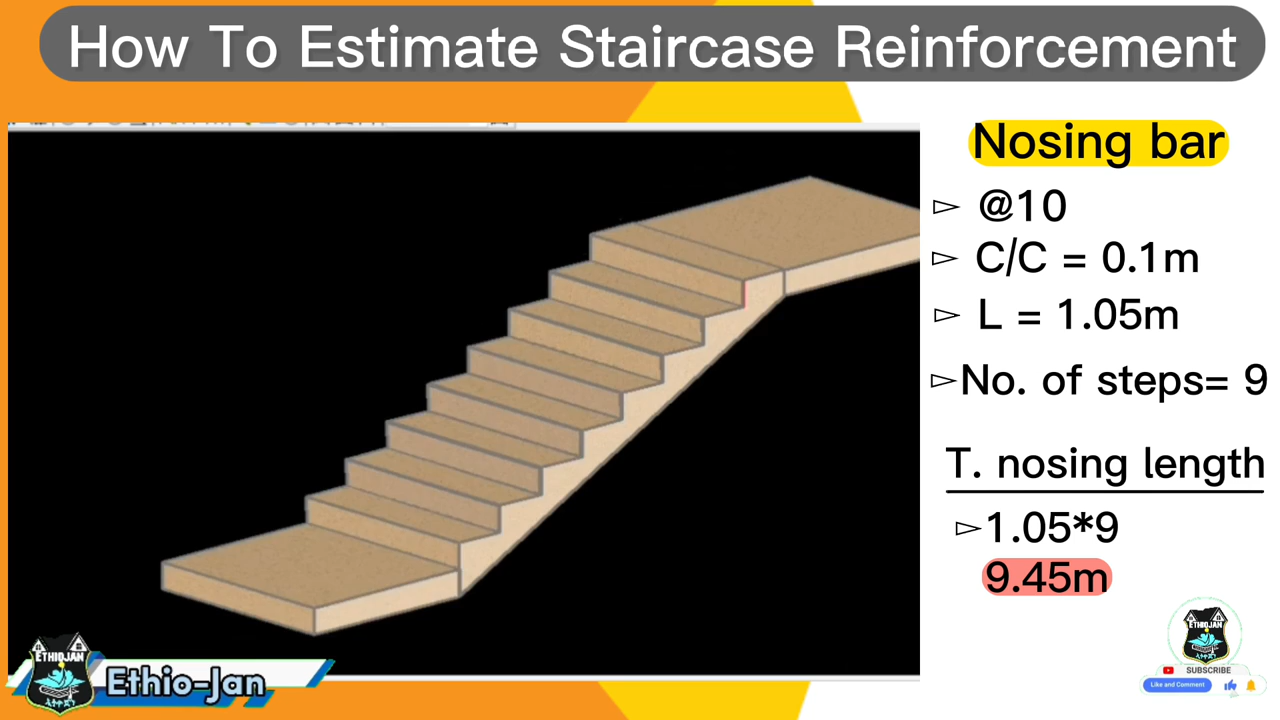 How To Estimate Staircase Reinforcement
Nosing bar
▻ @10
▻ C/C = 0.1m
▻ L = 1.05m
▻No. of steps= 9
T. nosing length
▻1.05*9
9.45m
ETHIOJAN
Ethio-Jan
ETHIOJAN
SUBSCRIBE
Like and Comment